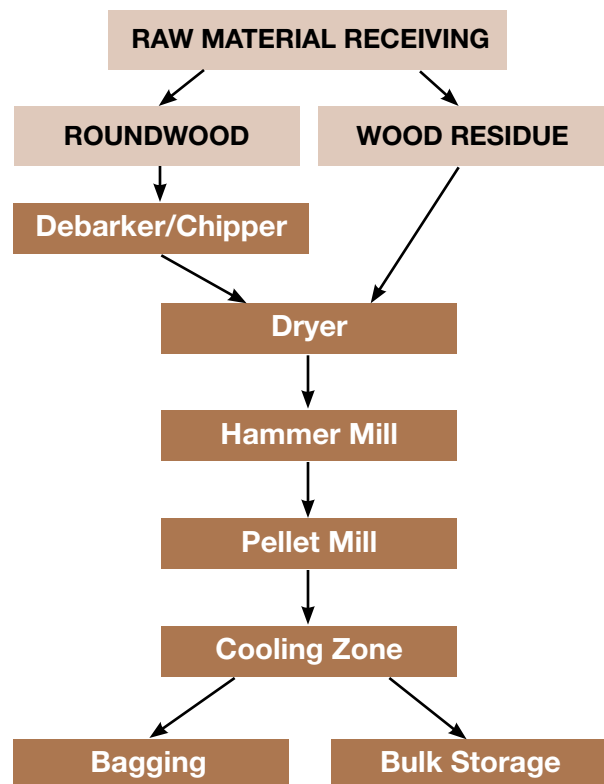 RAW MATERIAL RECEIVING
ROUNDWOOD
WOOD RESIDUE
Debarker/Chipper
Dryer
Hammer Mill
Pellet Mill
Cooling Zone
Bagging
Bulk Storage